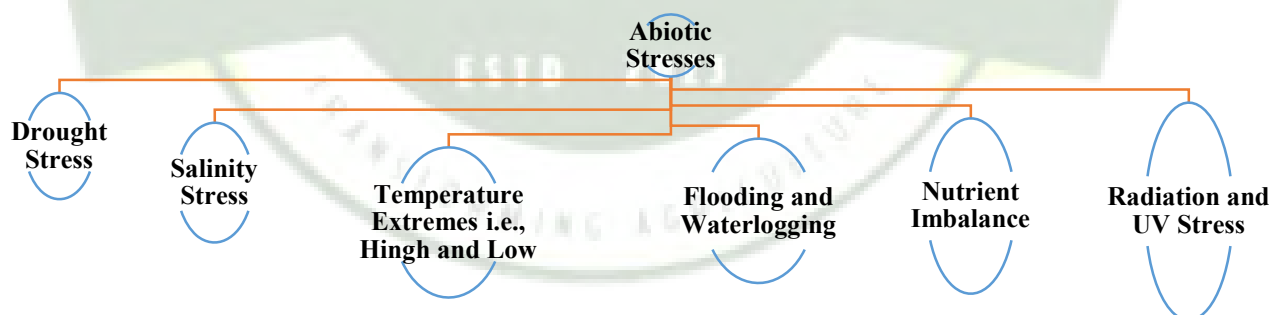 Abiotic
Stresses
Drought
Stress
Salinity
Stress
Temperature
Extremes i.e.,
Hingh and Low
Flooding and
Waterlogging
Nutrient
Imbalance
Radiation and
UV Stress
ESTD